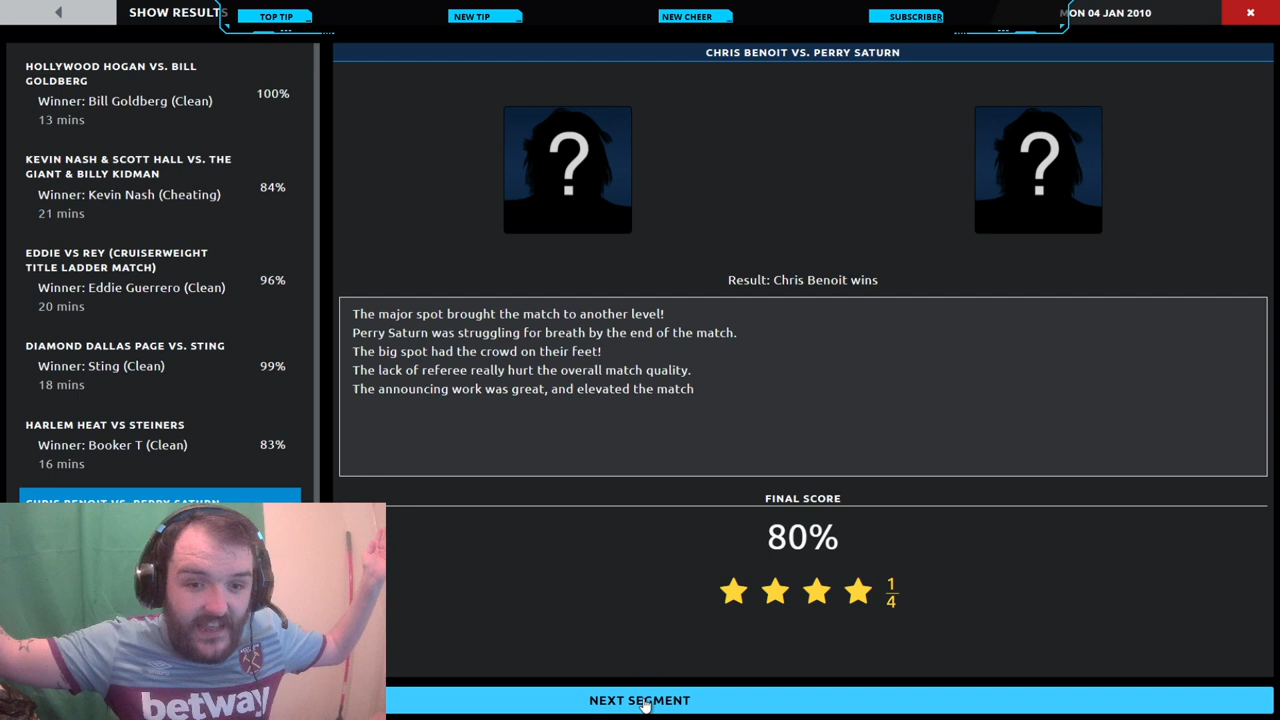 SHOW RESULTS
TOP TIP
NEW TIP
NEW CHEER
SUBSCRIBER
MON 04 JAN 2010
HOLLYWOOD HOGAN VS. BILL
GOLDBERG
Winner: Bill Goldberg (Clean)
13 mins
100%
KEVIN NASH & SCOTT HALL VS. THE
GIANT & BILLY KIDMAN
Winner: Kevin Nash (Cheating)
21 mins
84%
EDDIE VS REY (CRUISERWEIGHT
TITLE LADDER MATCH)
Winner: Eddie Guerrero (Clean)
20 mins
96%
DIAMOND DALLAS PAGE VS. STING
Winner: Sting (Clean)
18 mins
99%
HARLEM HEAT VS STEINERS
Winner: Booker T (Clean)
16 mins
83%
CHRIS BENOIT VS. PERRY SATURN
CHRIS BENOIT VS. PERRY SATURN
?
?
Result: Chris Benoit wins
The major spot brought the match to another level!
Perry Saturn was struggling for breath by the end of the match.
The big spot had the crowd on their feet!
The lack of referee really hurt the overall match quality.
The announcing work was great, and elevated the match
FINAL SCORE
80%
1
4
NEXT SEGMENT
betway